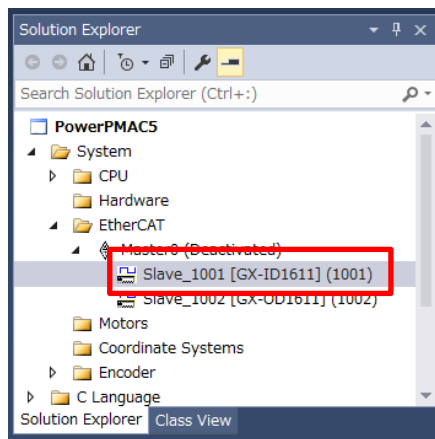 Solution Explorer
Search Solution Explorer (Ctrl+:)
PowerPMAC5
System
CPU
Hardware
EtherCAT
Master0 (Deactivated)
Slave_1001 [GX-ID1611] (1001)
Slave_1002 [GX-OD1611] (1002)
Motors
Coordinate Systems
Encoder
C Language
Solution Explorer Class View